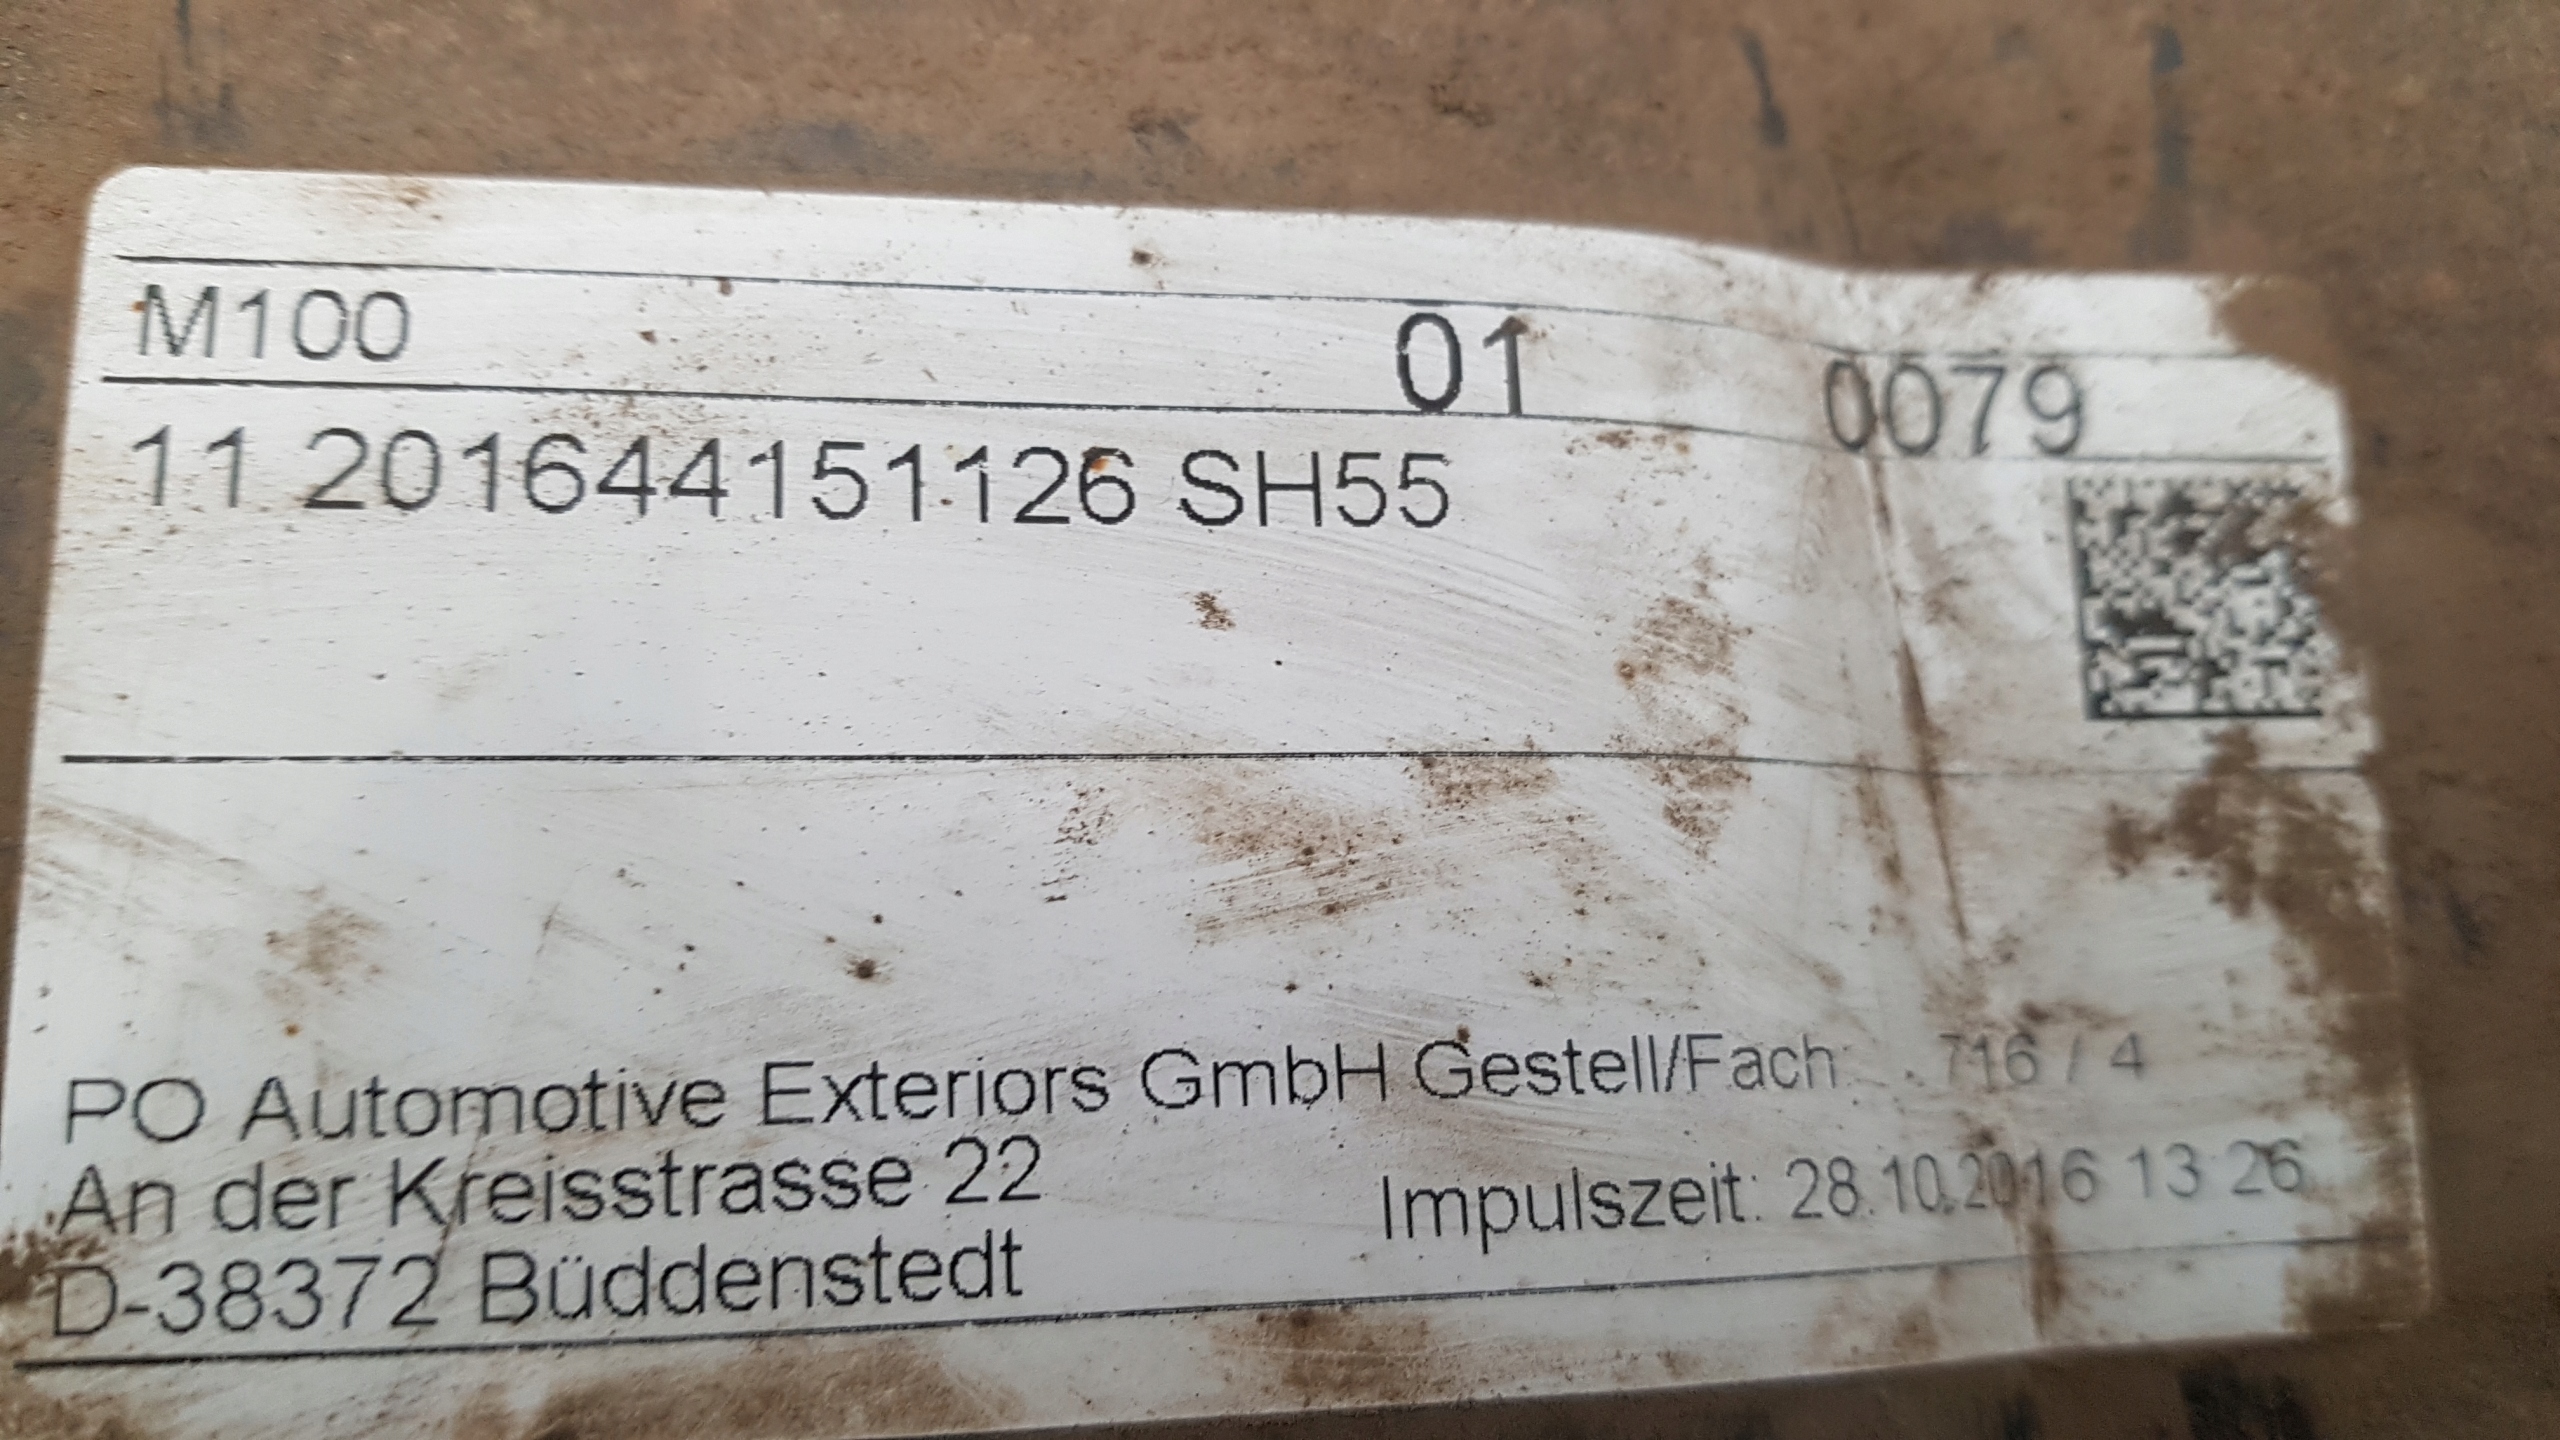 M100 01 0079
11 201644151126 SH55
PO Automotive Exteriors GmbH Gestell/Fach: 716 / 4
An der Kreisstrasse 22
Impulszeit: 28.10.2016 13:26
D-38372 Büddenstedt